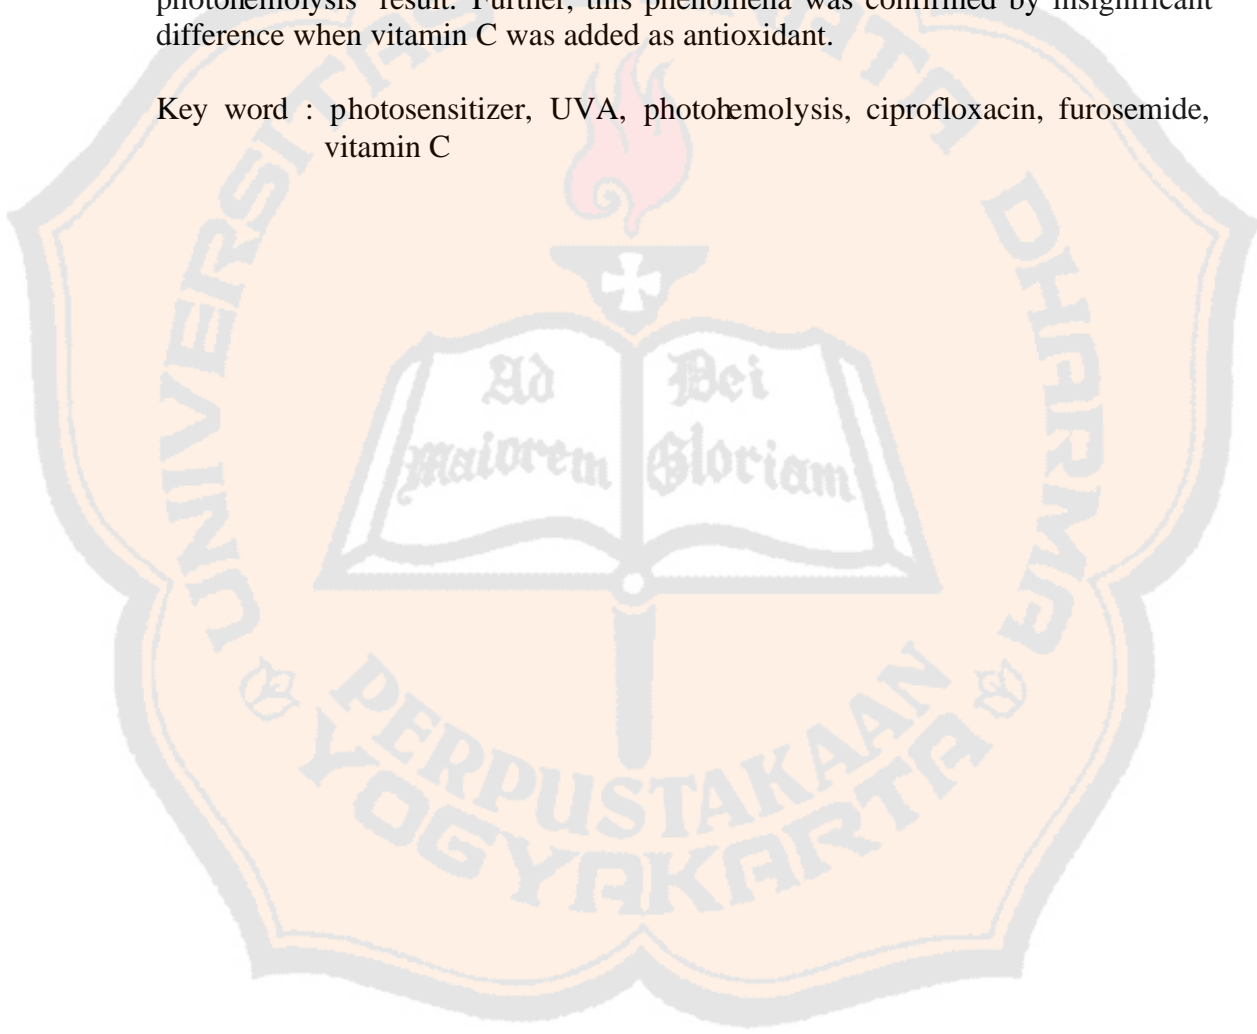 photohemolysis result. Further, this phenomena was confirmed by insignificant
difference when vitamin C was added as antioxidant.
Key word : photosensitizer, UVA, photohemolysis, ciprofloxacin, furosemide,
vitamin C
UNIVERSITAS SANATA DHARMA
Ad Dei
Maiorem Gloriam
PERPUSTAKAAN
YOGYAKARTA